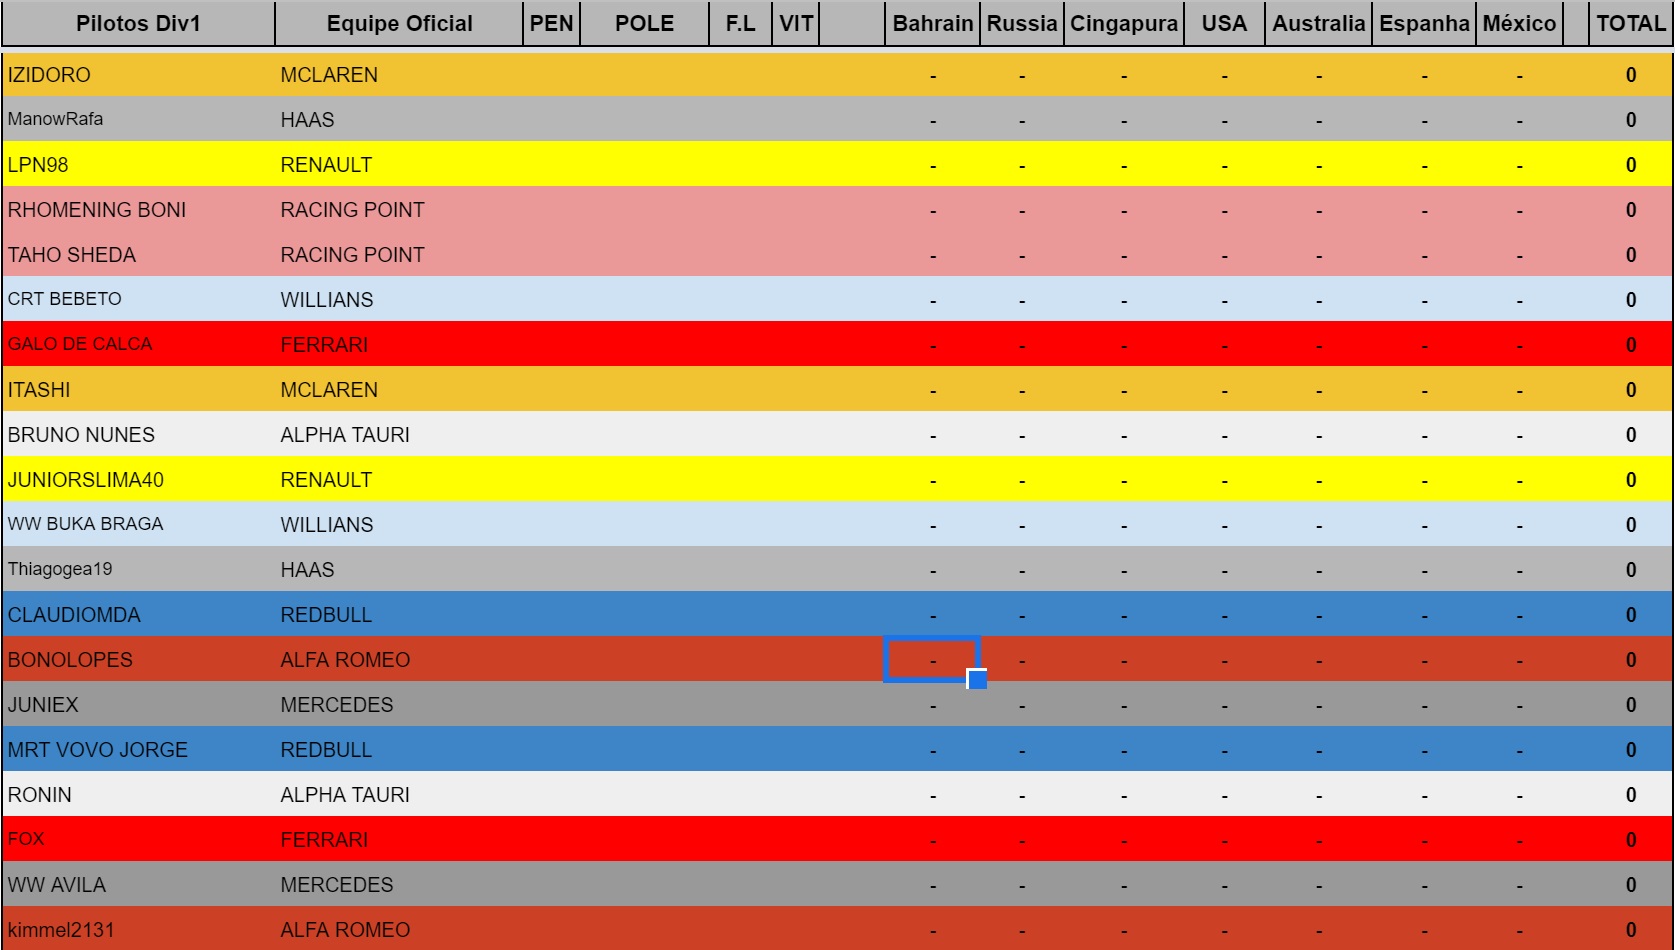 Pilotos Div1 Equipe Oficial PEN POLE F.L VIT Bahrain Russia Cingapura USA Australia Espanha México TOTAL
IZIDORO MCLAREN - - - - - - - 0
ManowRafa HAAS - - - - - - - 0
LPN98 RENAULT - - - - - - - 0
RHOMENING BONI RACING POINT - - - - - - - 0
TAHO SHEDA RACING POINT - - - - - - - 0
CRT BEBETO WILLIANS - - - - - - - 0
GALO DE CALCA FERRARI - - - - - - - 0
ITASHI MCLAREN - - - - - - - 0
BRUNO NUNES ALPHA TAURI - - - - - - - 0
JUNIORSLIMA40 RENAULT - - - - - - - 0
WW BUKA BRAGA WILLIANS - - - - - - - 0
Thiagogea19 HAAS - - - - - - - 0
CLAUDIOMDA REDBULL - - - - - - - 0
BONOLOPES ALFA ROMEO - - - - - - - 0
JUNIEX MERCEDES - - - - - - - 0
MRT VOVO JORGE REDBULL - - - - - - - 0
RONIN ALPHA TAURI - - - - - - - 0
FOX FERRARI - - - - - - - 0
WW AVILA MERCEDES - - - - - - - 0
kimmel2131 ALFA ROMEO - - - - - - - 0